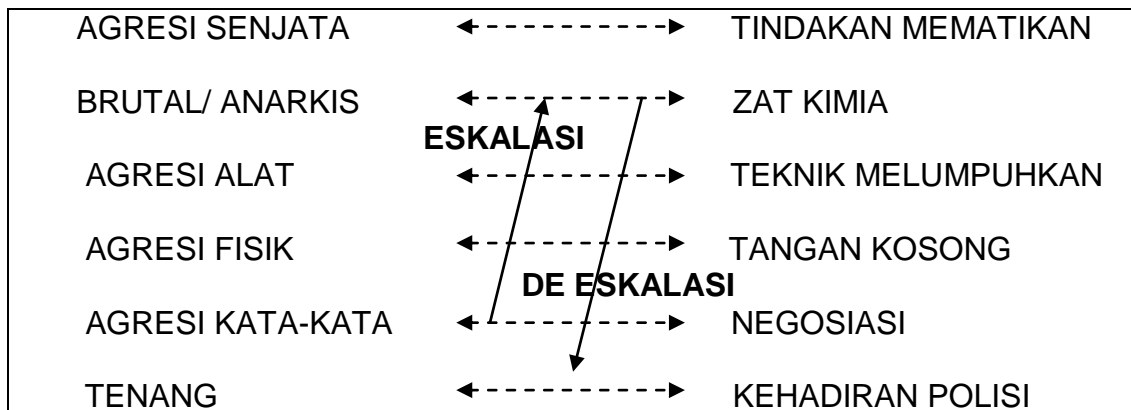 AGRESI SENJATA TINDAKAN MEMATIKAN
BRUTAL/ ANARKIS ZAT KIMIA
ESKALASI
AGRESI ALAT TEKNIK MELUMPUHKAN
AGRESI FISIK TANGAN KOSONG
DE ESKALASI
AGRESI KATA-KATA NEGOSIASI
TENANG KEHADIRAN POLISI